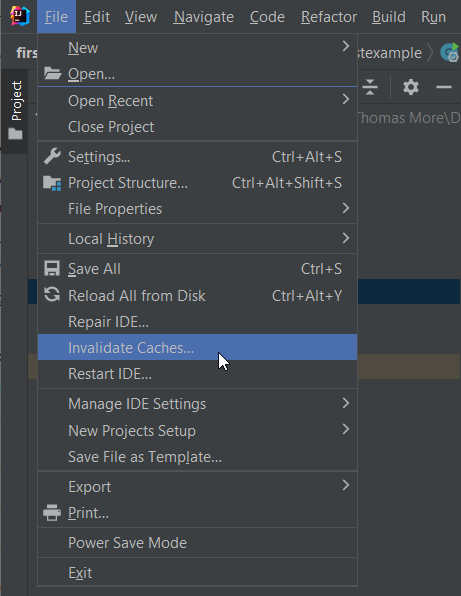 IJ
File Edit View Navigate Code Refactor Build Run
firs
stexample
Project
Thomas More\D
New
Open...
Open Recent
Close Project
Settings... Ctrl+Alt+S
Project Structure... Ctrl+Alt+Shift+S
File Properties
Local History
Save All Ctrl+S
Reload All from Disk Ctrl+Alt+Y
Repair IDE...
Invalidate Caches...
Restart IDE...
Manage IDE Settings
New Projects Setup
Save File as Template...
Export
Print...
Power Save Mode
Exit